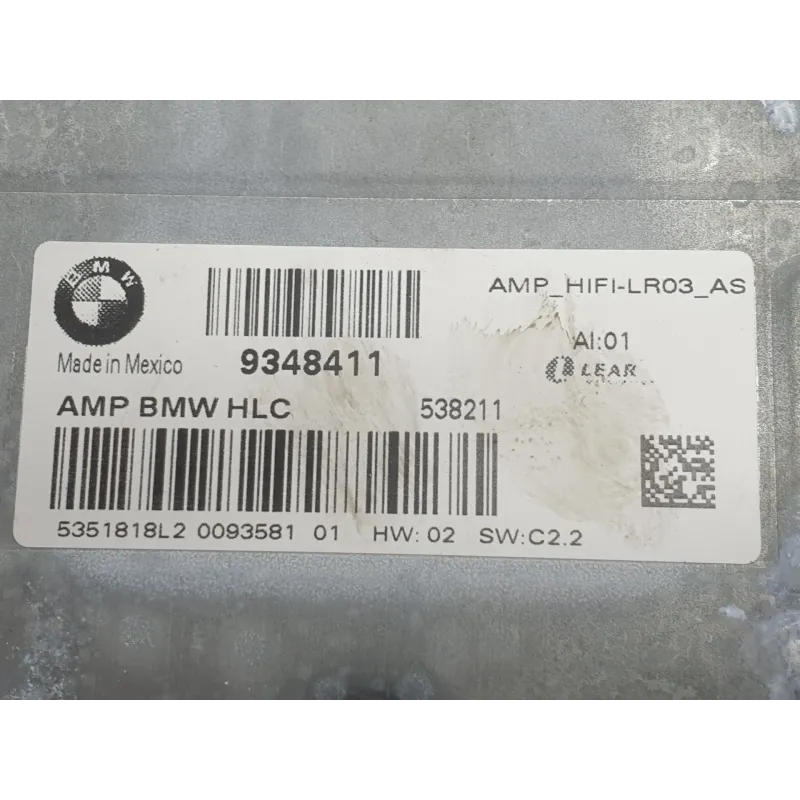 BMW
AMP_HIFI-LR03_AS
Made in Mexico
9348411
AI:01
LEAR
AMP BMW HLC
538211
5351818L2 0093581 01 HW: 02 SW:C2.2